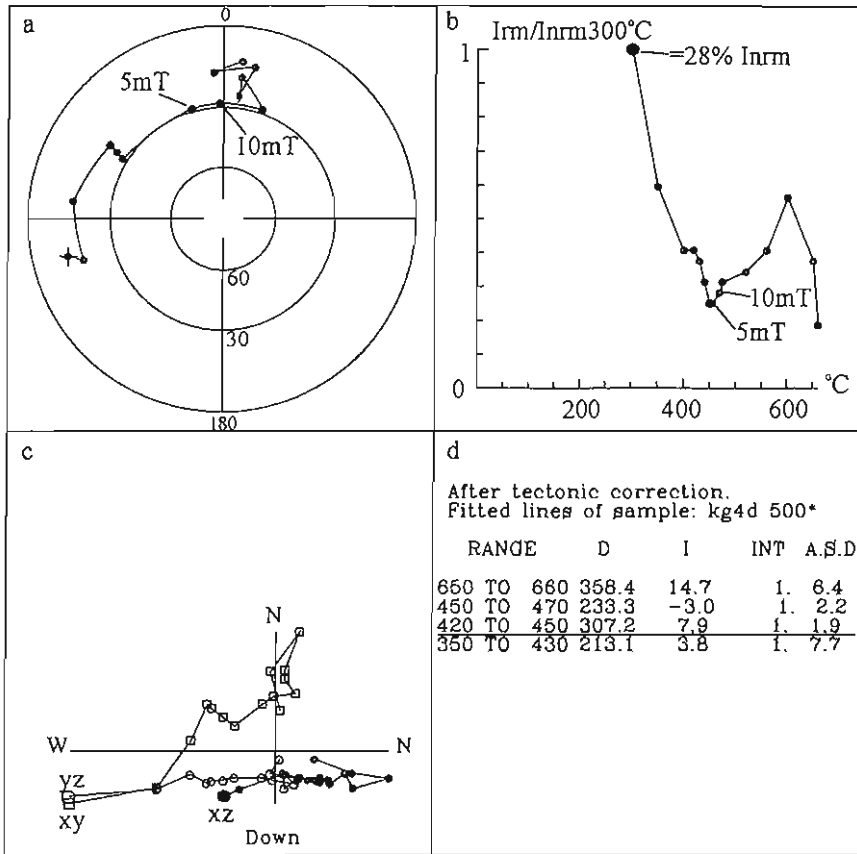 a
0
5mT
10mT
60
30
180
b
Irm/Inrm300°C
1
=28% Inrm
10mT
5mT
0
°C
200
400
600
c
N
W
N
yz
xy
xz
Down
d
After tectonic correction.
Fitted lines of sample: kg4d 500*
RANGE D I INT A.S.D
650 TO 660 358.4 14.7 1. 6.4
450 TO 470 233.3 -3.0 1. 2.2
420 TO 450 307.2 7.9 1. 1.9
350 TO 430 213.1 3.8 1. 7.7